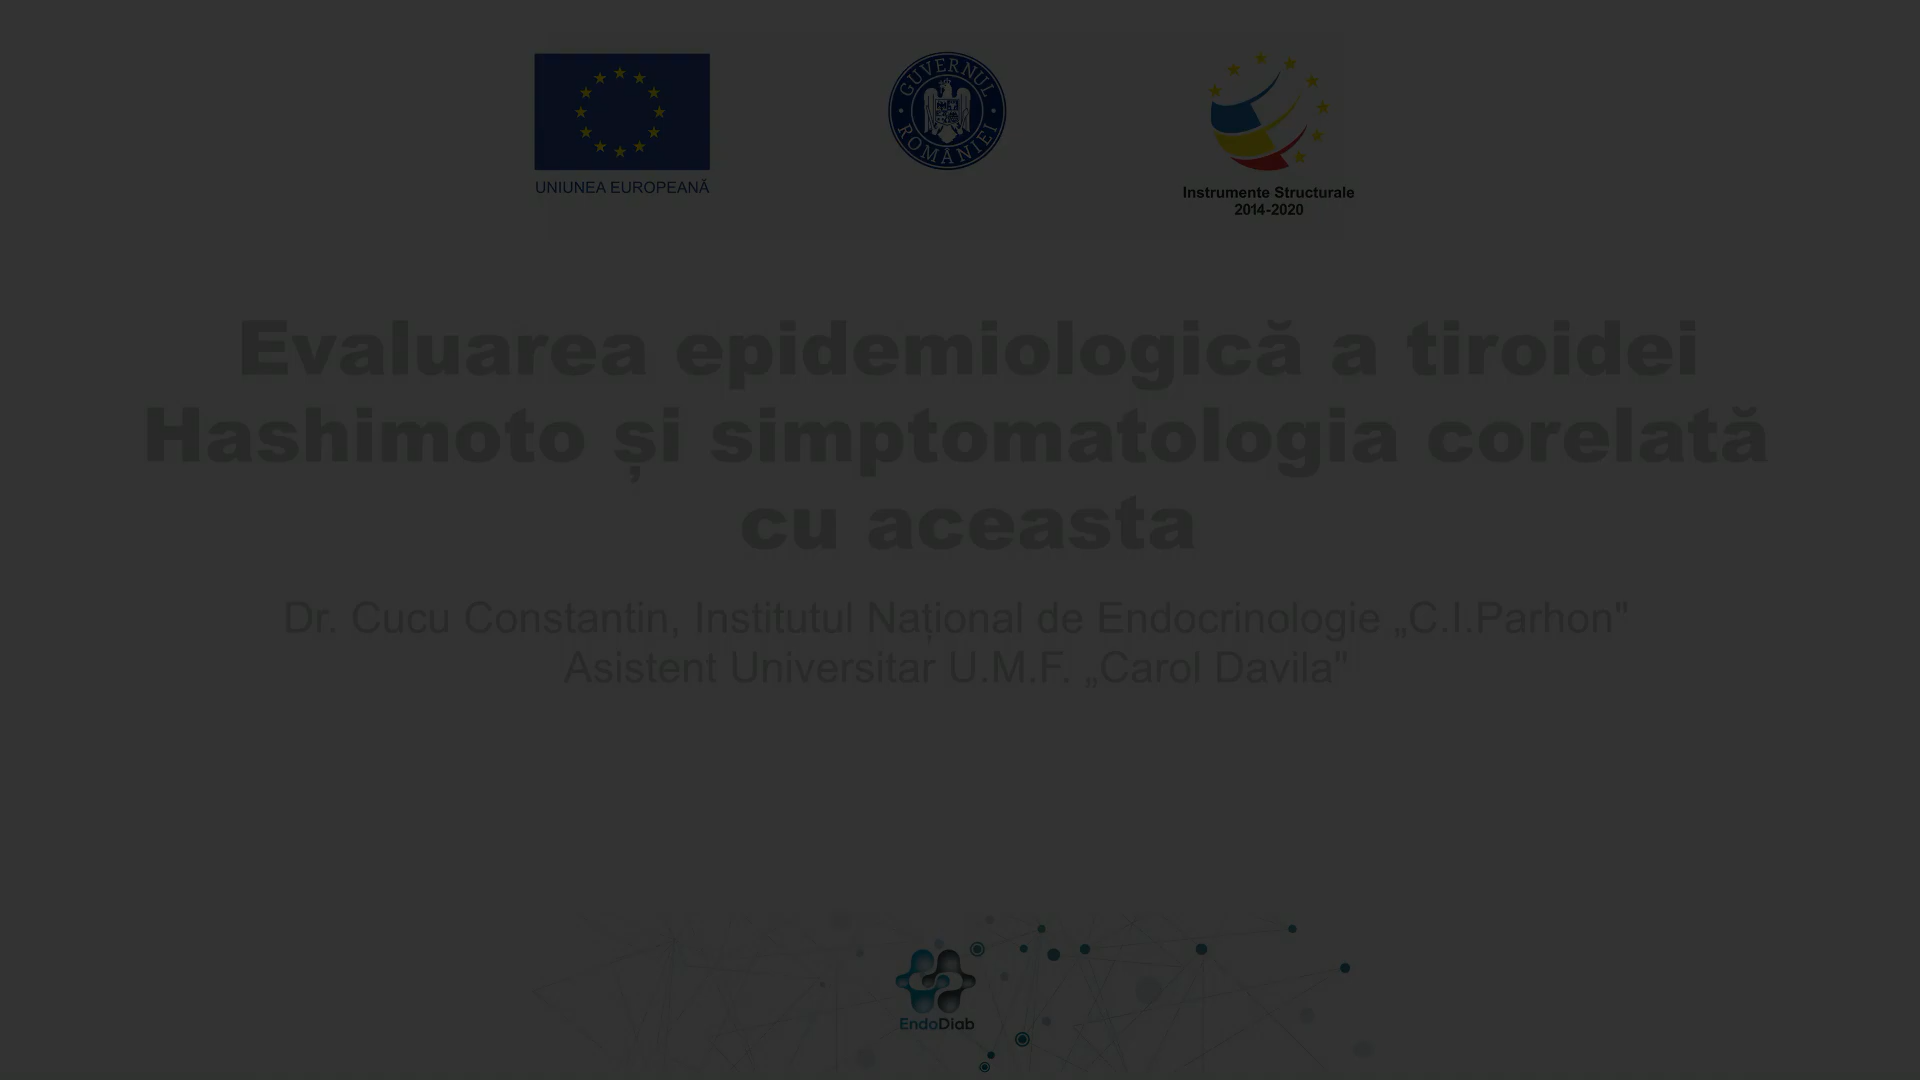 UNIUNEA EUROPEANĂ
GUVERNUL ROMÂNIEI
Instrumente Structurale
2014-2020
Evaluarea epidemiologică a tiroidei
Hashimoto și simptomatologia corelată
cu aceasta
Dr. Cucu Constantin, Institutul Național de Endocrinologie „C.I.Parhon"
Asistent Universitar U.M.F. „Carol Davila"
EndoDiab